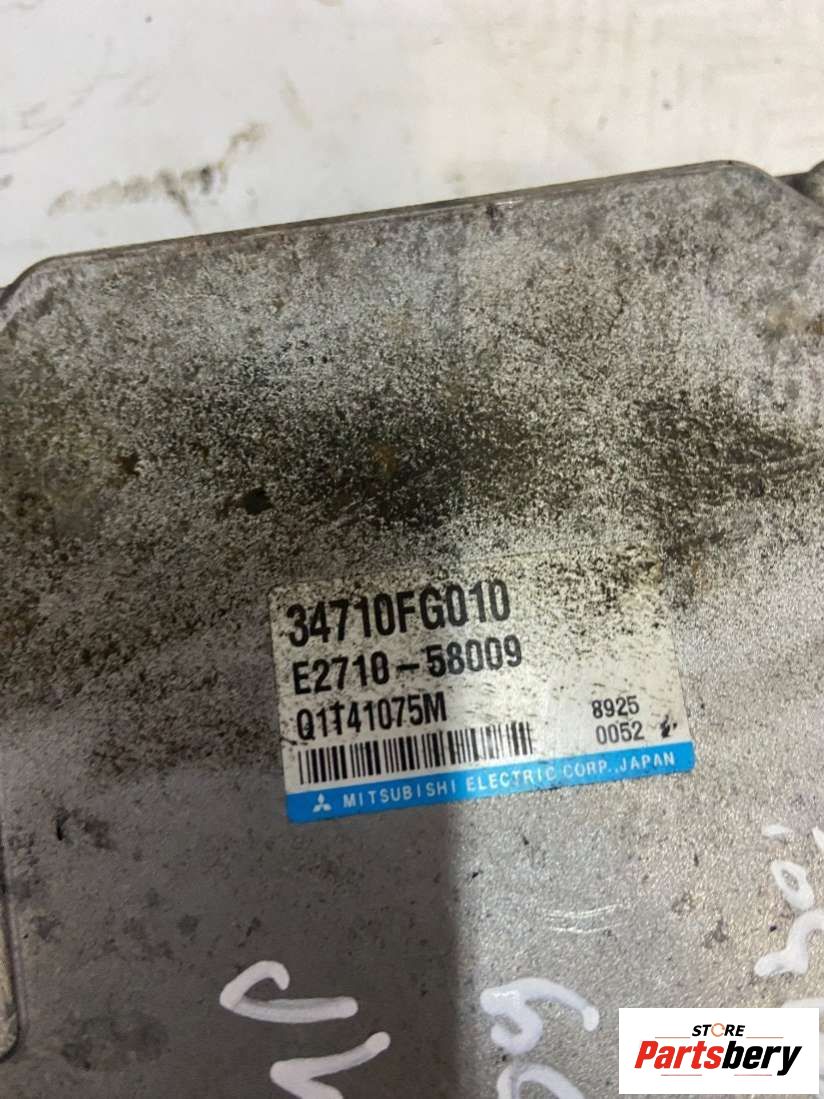 34710FG010
E2710-58009
Q1T41075M
8925
0052
MITSUBISHI ELECTRIC CORP., JAPAN
STORE
Partsbery